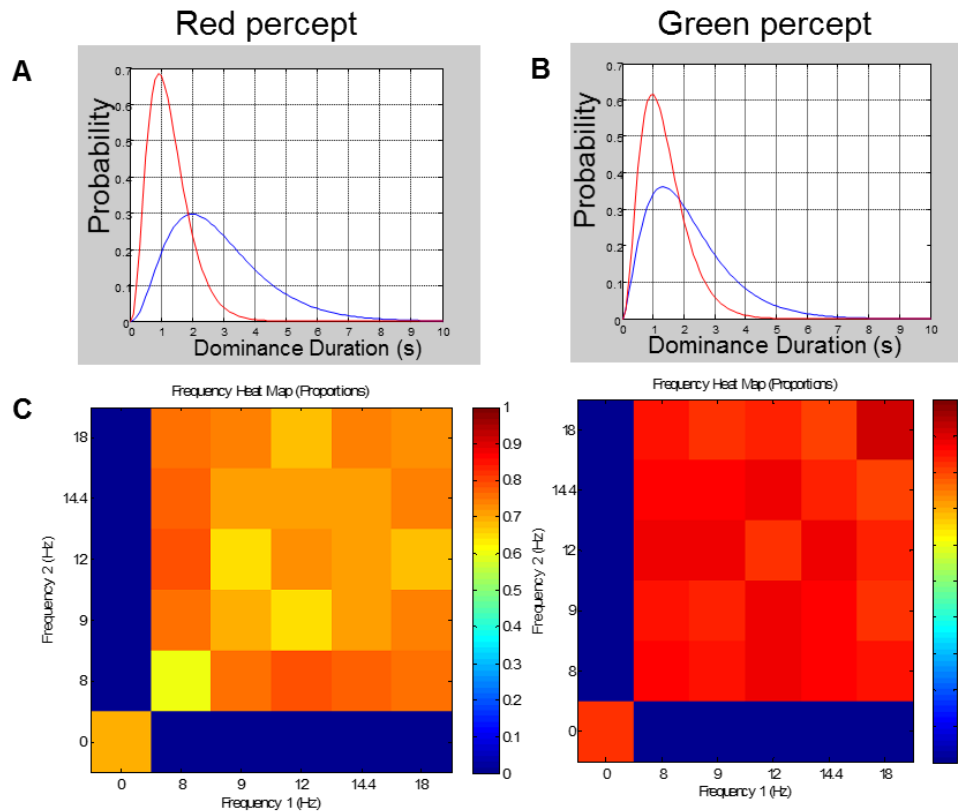 Red percept
Green percept
A
0.7
0.6
0.5
0.4
0.3
0.2
0.1
0
Probability
0 1 2 3 4 5 6 7 8 9 10
Dominance Duration (s)
B
0.7
0.6
0.5
0.4
0.3
0.2
0.1
0
Probability
0 1 2 3 4 5 6 7 8 9 10
Dominance Duration (s)
C
Frequency Heat Map (Proportions)
18
14.4
12
9
8
0
Frequency 2 (Hz)
0 8 9 12 14.4 18
Frequency 1 (Hz)
1
0.9
0.8
0.7
0.6
0.5
0.4
0.3
0.2
0.1
0
Frequency Heat Map (Proportions)
18
14.4
12
9
8
0
Frequency 2 (Hz)
0 8 9 12 14.4 18
Frequency 1 (Hz)